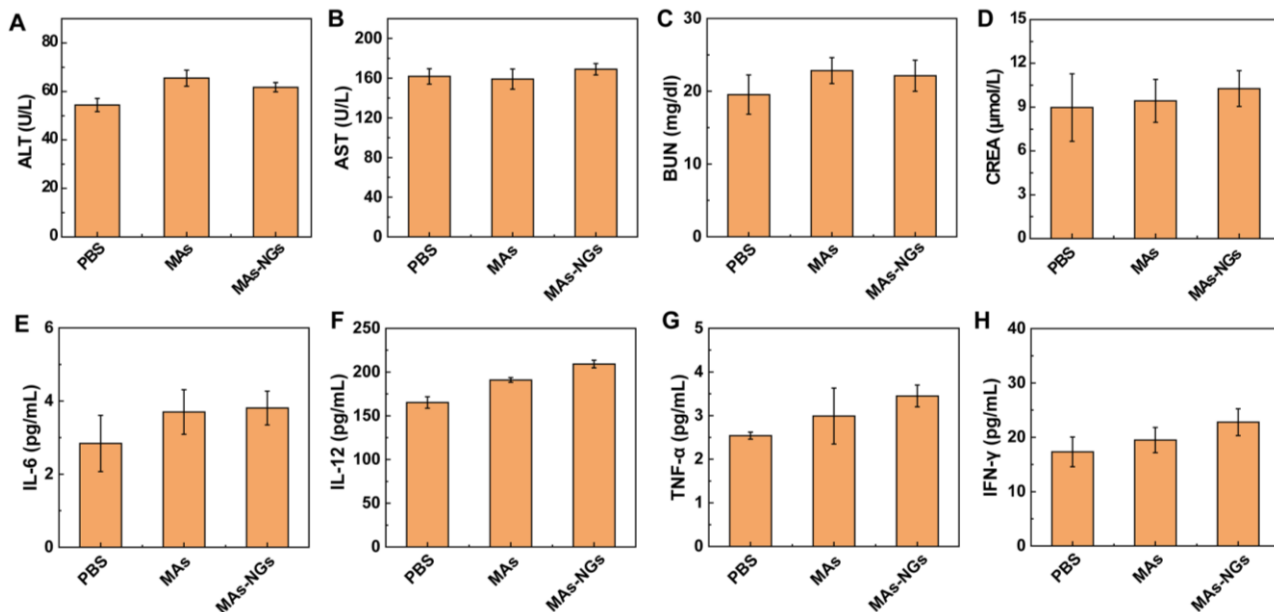 A
ALT (U/L)
80
60
40
20
0
PBS
MAs
MAs-NGs
B
AST (U/L)
200
160
120
80
40
0
PBS
MAs
MAs-NGs
C
BUN (mg/dl)
30
20
10
0
PBS
MAs
MAs-NGs
D
CREA (μmol/L)
15
12
9
6
3
0
PBS
MAs
MAs-NGs
E
IL-6 (pg/mL)
6
4
2
0
PBS
MAs
MAs-NGs
F
IL-12 (pg/mL)
250
200
150
100
50
0
PBS
MAs
MAs-NGs
G
TNF-α (pg/mL)
5
4
3
2
1
0
PBS
MAs
MAs-NGs
H
IFN-γ (pg/mL)
40
30
20
10
0
PBS
MAs
MAs-NGs